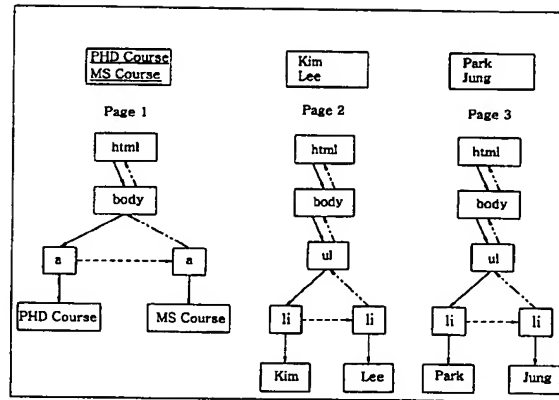 PHD Course
MS Course
Kim
Lee
Park
Jung
Page 1
Page 2
Page 3
html
html
html
body
body
body
ul
ul
a
a
li
li
li
li
PHD Course
MS Course
Kim
Lee
Park
Jung